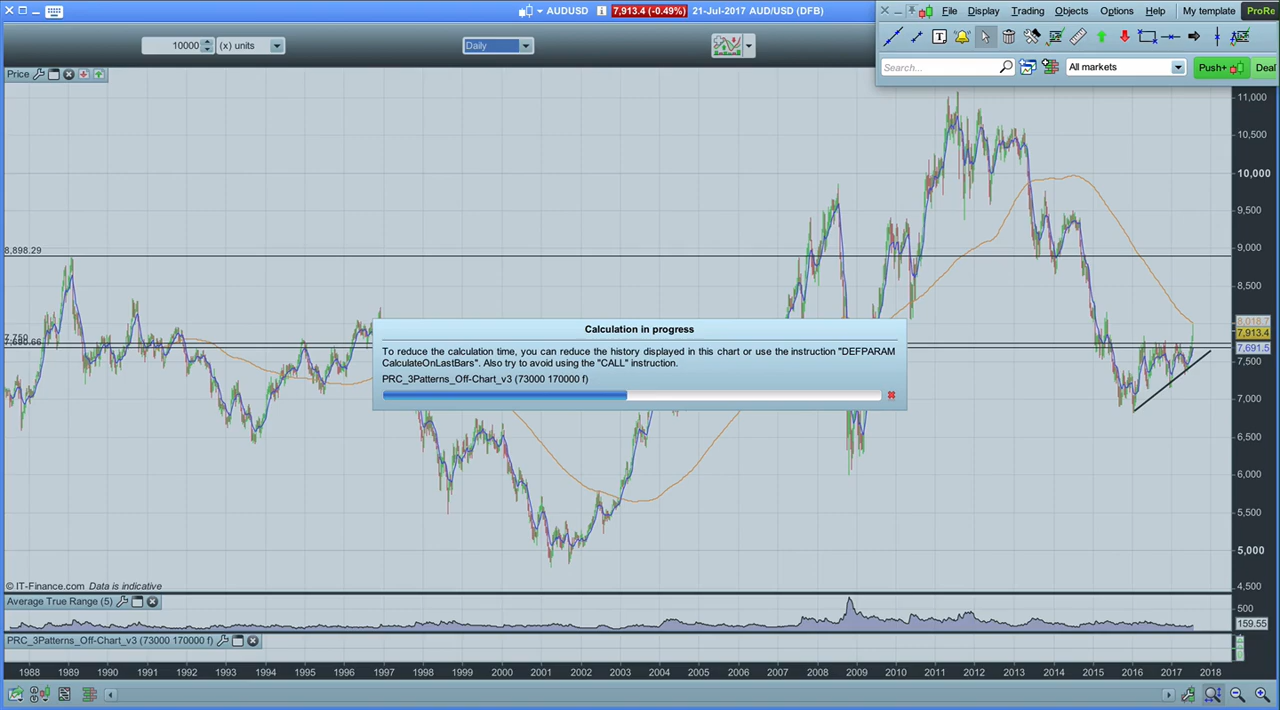 AUDUSD 7,913.4 (-0.49%) 21-Jul-2017 AUD/USD (DFB)
File Display Trading Objects Options Help My template ProRe
10000 (x) units Daily
Search... All markets Push+ Deal
Price
11,000
10,500
10,000
9,500
9,000
8,898.29
8,500
8,018.7
7,913.4
7,750
7,690.66
7,691.5
7,500
7,000
6,500
6,000
5,500
5,000
4,500
Calculation in progress
To reduce the calculation time, you can reduce the history displayed in this chart or use the instruction "DEFPARAM
CalculateOnLastBars". Also try to avoid using the "CALL" instruction.
PRC_3Patterns_Off-Chart_v3 (73000 170000 f)
© IT-Finance.com Data is indicative
Average True Range (5)
500
159.55
PRC_3Patterns_Off-Chart_v3 (73000 170000 f)
1988 1989 1990 1991 1992 1993 1994 1995 1996 1997 1998 1999 2000 2001 2002 2003 2004 2005 2006 2007 2008 2009 2010 2011 2012 2013 2014 2015 2016 2017 2018